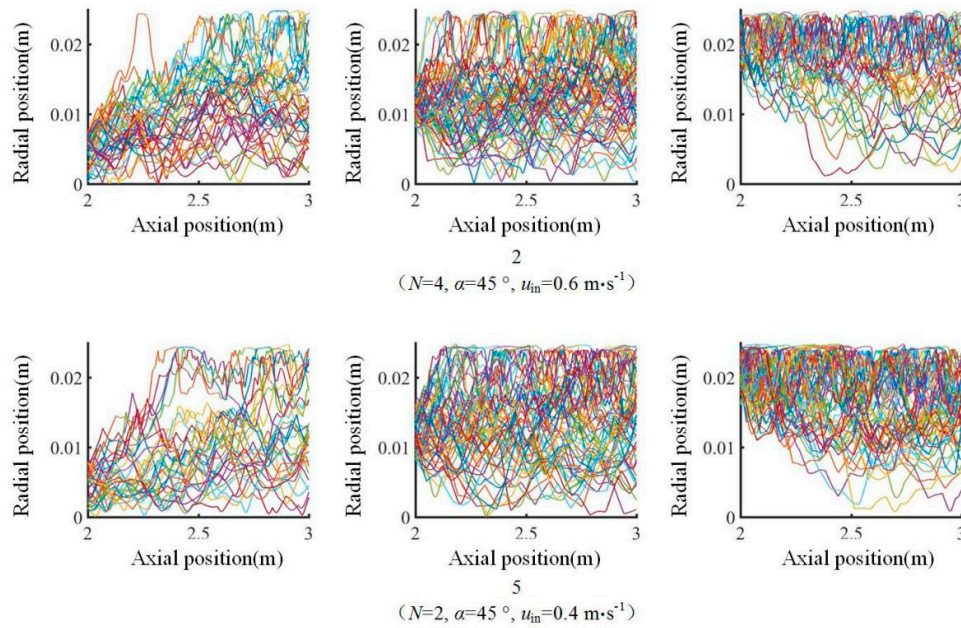 Radial position(m)
0.02
0.01
0
2
2.5
3
Axial position(m)
Radial position(m)
0.02
0.01
0
2
2.5
3
Axial position(m)
Radial position(m)
0.02
0.01
0
2
2.5
3
Axial position(m)
2
（N=4, α=45 °, uin=0.6 m·s-1）
Radial position(m)
0.02
0.01
0
2
2.5
3
Axial position(m)
Radial position(m)
0.02
0.01
0
2
2.5
3
Axial position(m)
Radial position(m)
0.02
0.01
0
2
2.5
3
Axial position(m)
5
（N=2, α=45 °, uin=0.4 m·s-1）